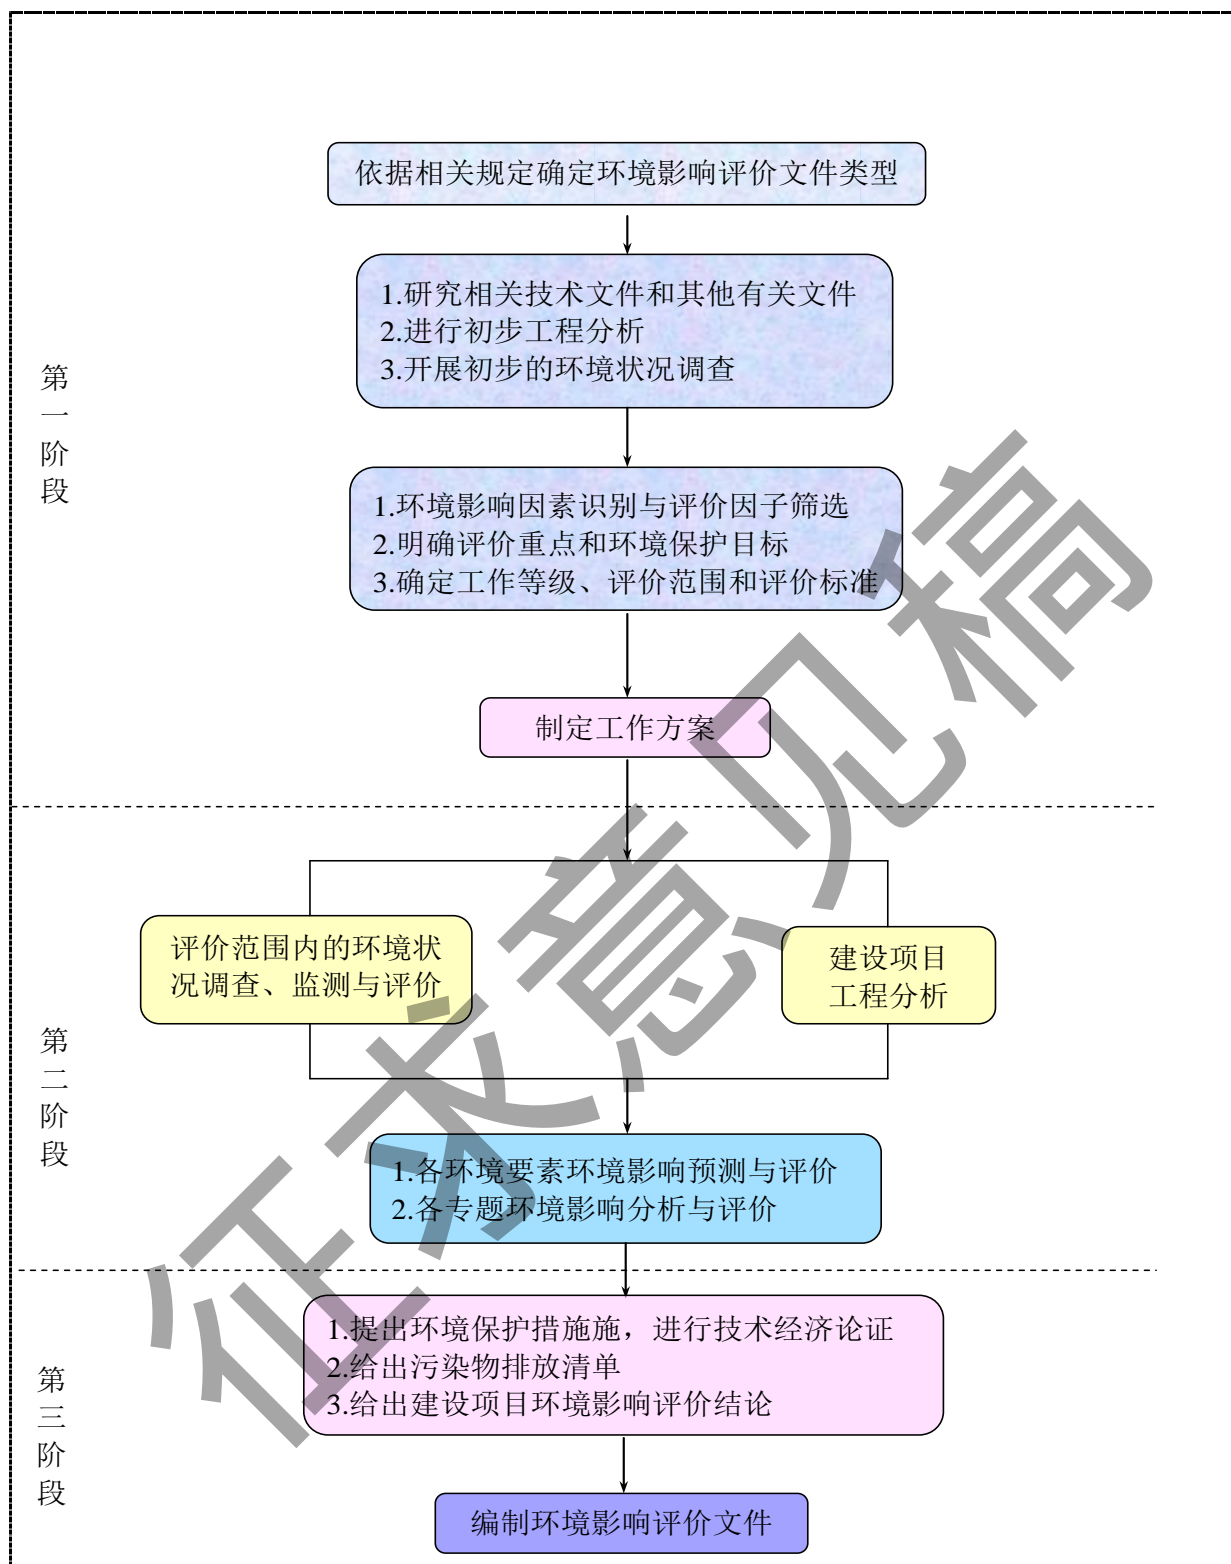 依据相关规定确定环境影响评价文件类型
1.研究相关技术文件和其他有关文件
2.进行初步工程分析
3.开展初步的环境状况调查
第一阶段
1.环境影响因素识别与评价因子筛选
2.明确评价重点和环境保护目标
3.确定工作等级、评价范围和评价标准
制定工作方案
评价范围内的环境状
况调查、监测与评价
建设项目
工程分析
第二阶段
1.各环境要素环境影响预测与评价
2.各专题环境影响分析与评价
1.提出环境保护措施施，进行技术经济论证
2.给出污染物排放清单
3.给出建设项目环境影响评价结论
第三阶段
编制环境影响评价文件
征求意见稿